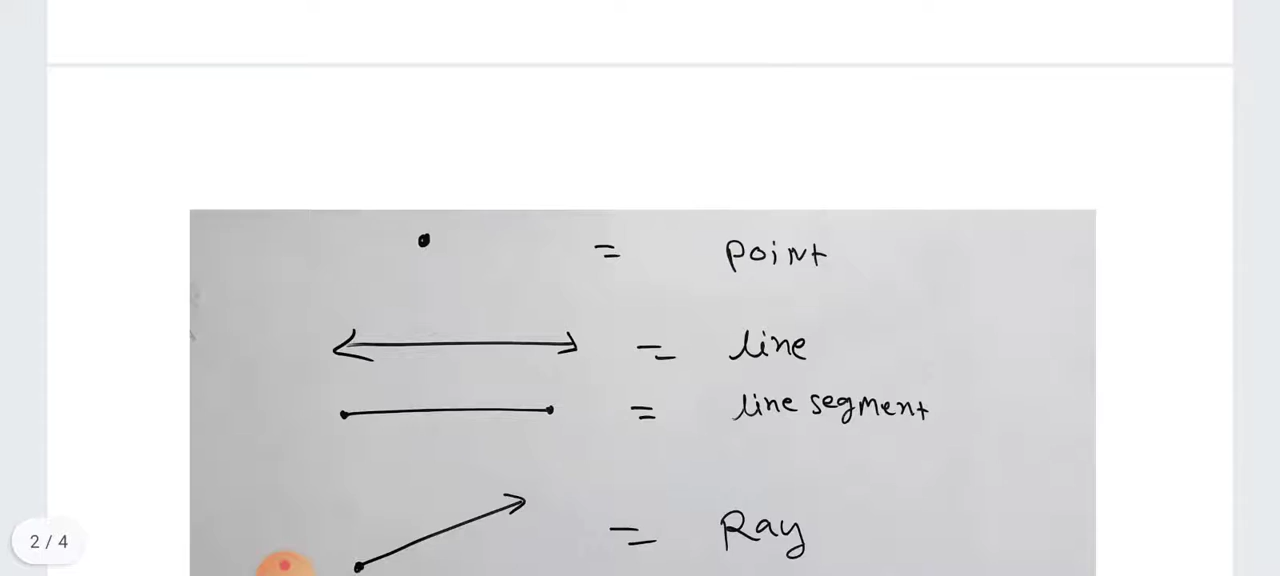 = point
= line
= line segment
= Ray
2 / 4